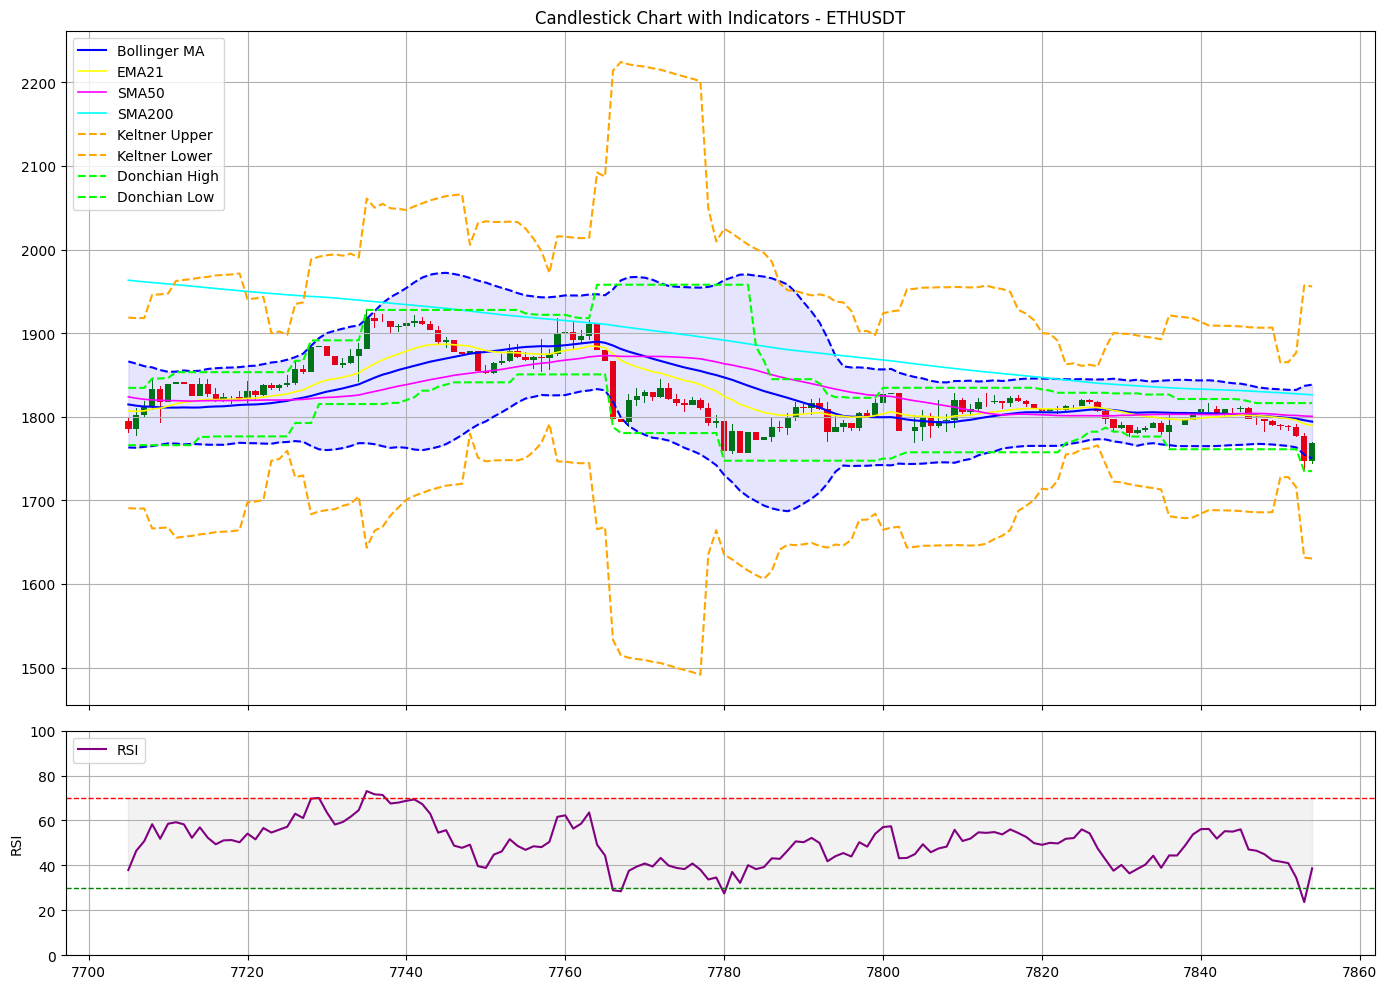 Candlestick Chart with Indicators - ETHUSDT
Bollinger MA
EMA21
SMA50
SMA200
Keltner Upper
Keltner Lower
Donchian High
Donchian Low
2200
2100
2000
1900
1800
1700
1600
1500
RSI
100
80
60
40
20
0
RSI
7700 7720 7740 7760 7780 7800 7820 7840 7860